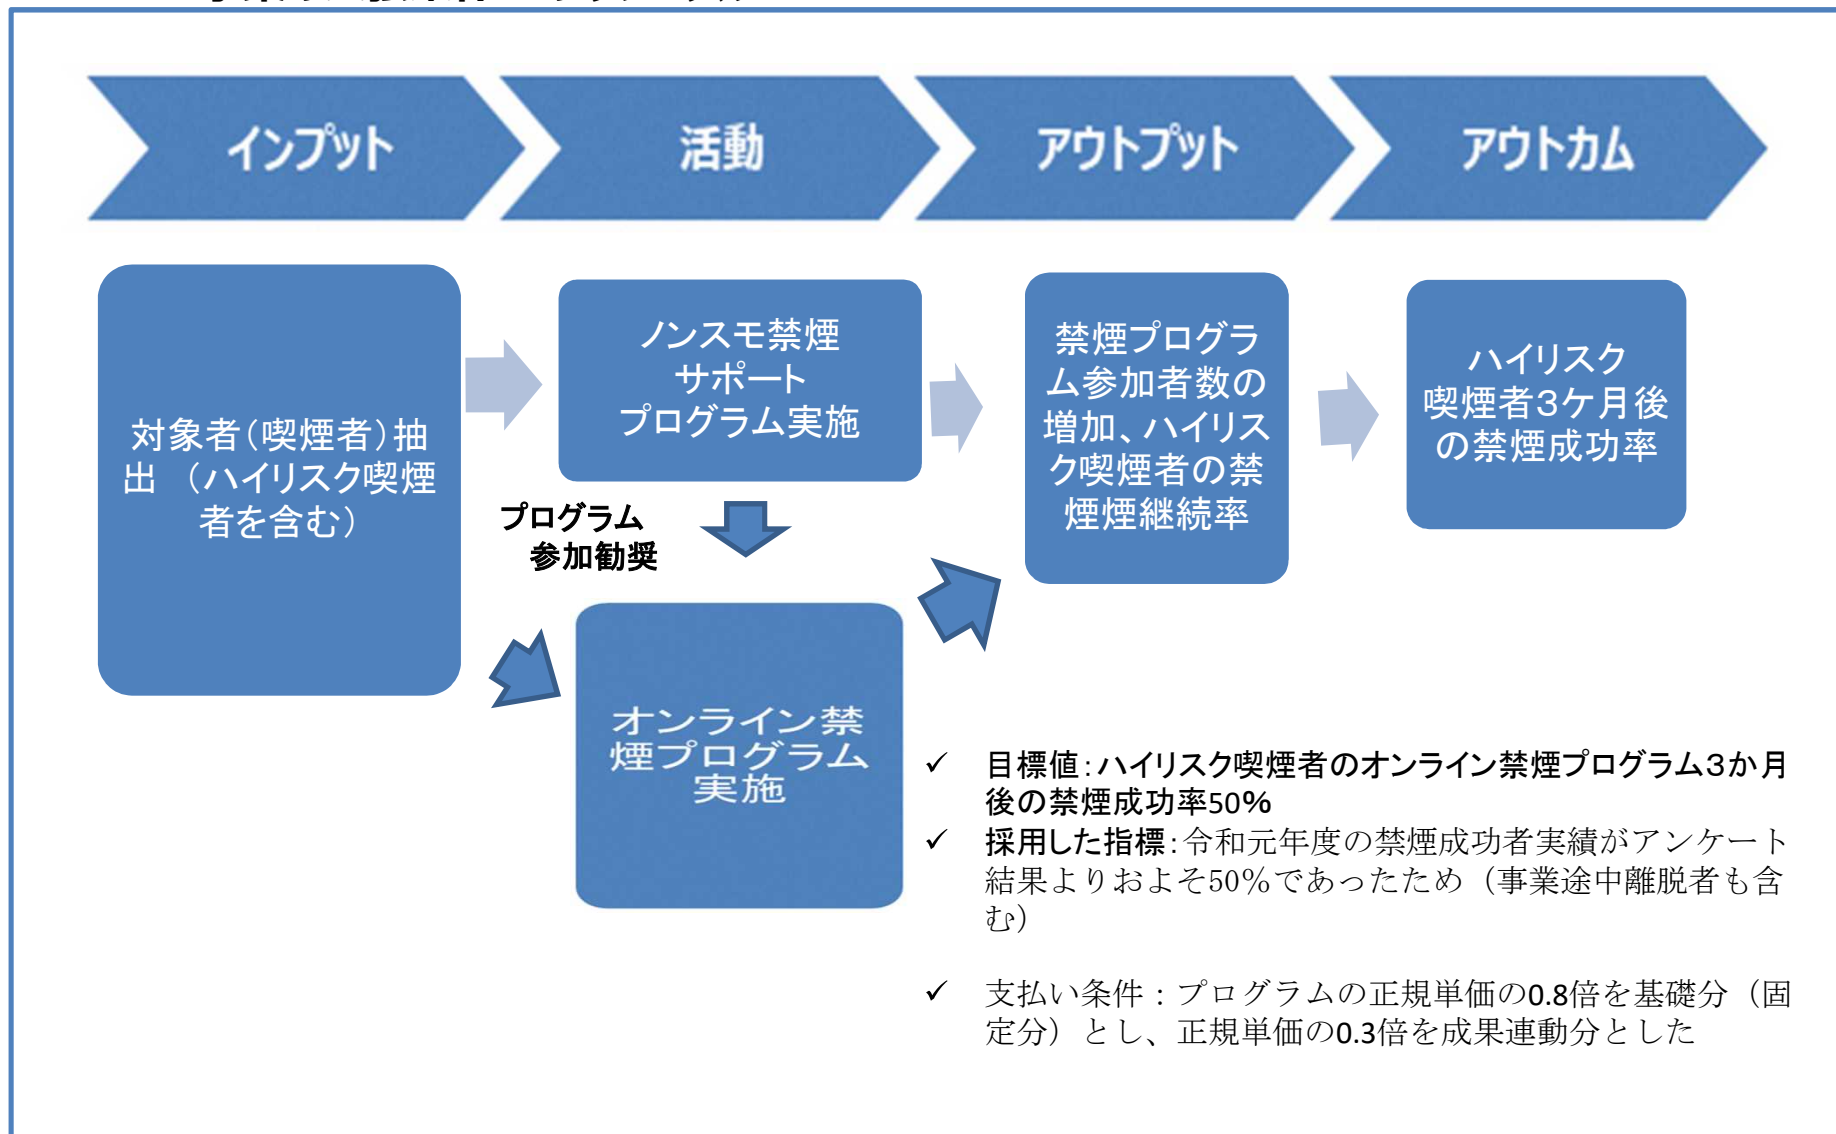 インプット
活動
アウトプット
アウトカム
対象者（喫煙者）抽
出　（ハイリスク喫煙
者を含む）
ノンスモ禁煙
サポート
プログラム実施
禁煙プログラ
ム参加者数の
増加、ハイリス
ク喫煙者の禁
煙煙継続率
ハイリスク
喫煙者３ケ月後
の禁煙成功率
プログラム
参加勧奨
オンライン禁
煙プログラム
実施
✓ 目標値：ハイリスク喫煙者のオンライン禁煙プログラム３か月
後の禁煙成功率50%
✓ 採用した指標：令和元年度の禁煙成功者実績がアンケート
結果よりおよそ50％であったため（事業途中離脱者も含
む）
✓ 支払い条件：プログラムの正規単価の0.8倍を基礎分（固
定分）とし、正規単価の0.3倍を成果連動分とした